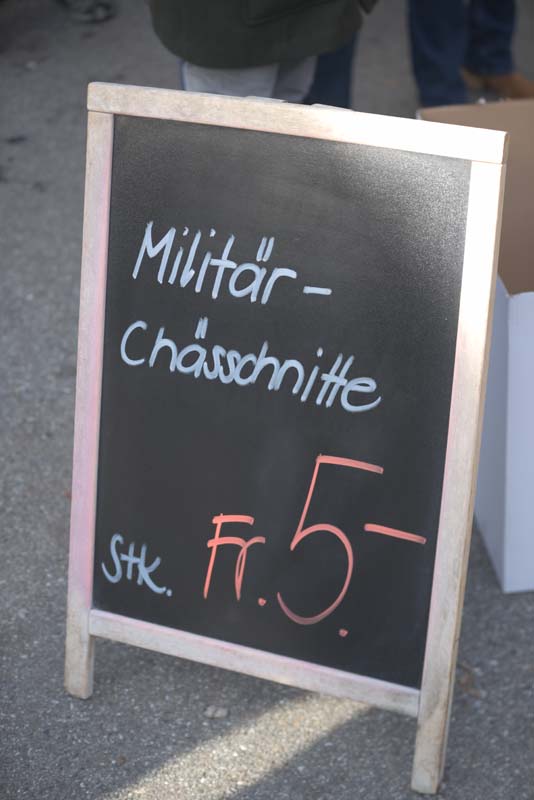 Militär-
Chässchnitte
Stk. Fr. 5.-